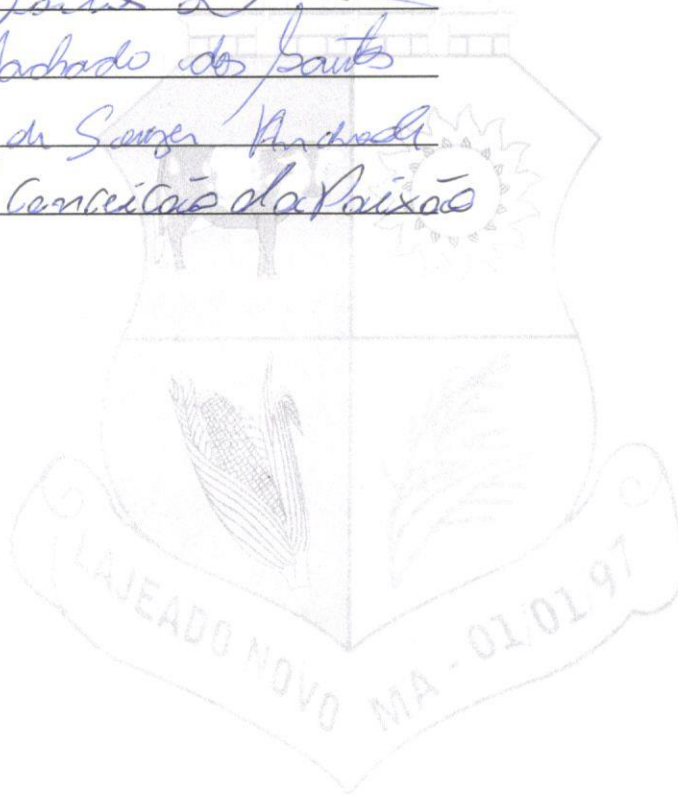 Machado dos Santos
de Souza Andrade
Conceição da Paixão
LAJEADO NOVO MA - 01 01 97